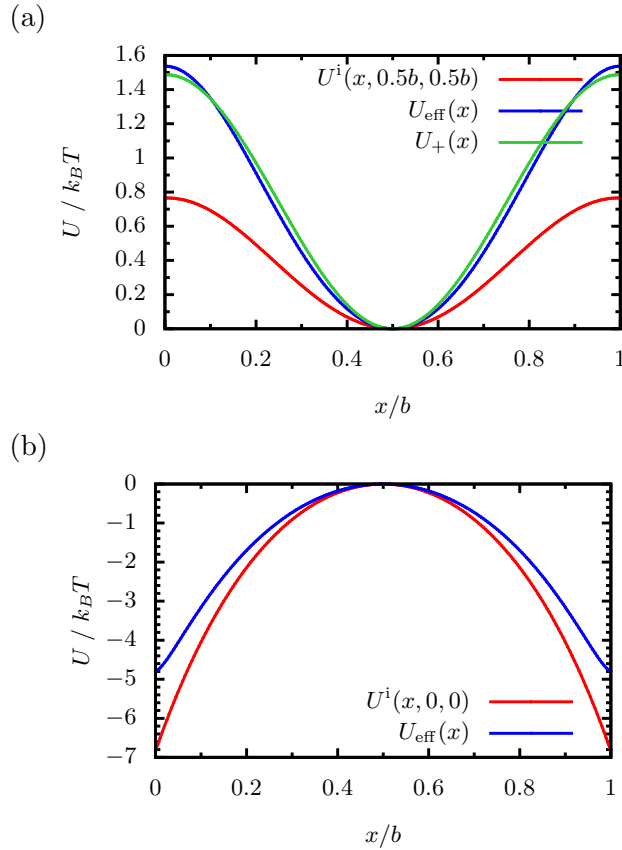 (a)
1.6
1.4
1.2
1
0.8
0.6
0.4
0.2
0
U / k_B T
U^i(x, 0.5b, 0.5b)
U_eff(x)
U_+(x)
0 0.2 0.4 0.6 0.8 1
x/b
(b)
0
−1
−2
−3
−4
−5
−6
−7
U / k_B T
U^i(x, 0, 0)
U_eff(x)
0 0.2 0.4 0.6 0.8 1
x/b